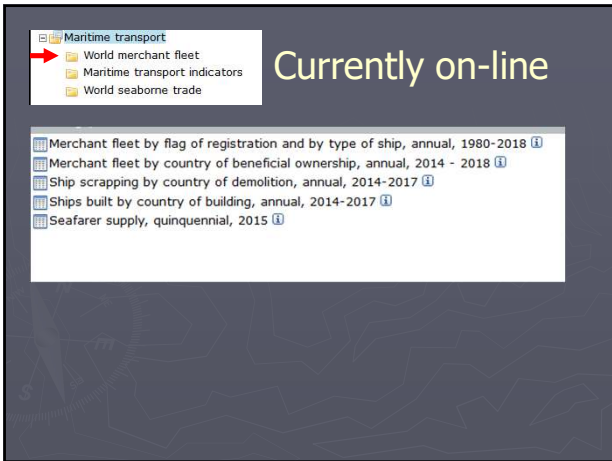 Maritime transport
World merchant fleet
Maritime transport indicators
World seaborne trade
Currently on-line
Merchant fleet by flag of registration and by type of ship, annual, 1980-2018
Merchant fleet by country of beneficial ownership, annual, 2014 - 2018
Ship scrapping by country of demolition, annual, 2014-2017
Ships built by country of building, annual, 2014-2017
Seafarer supply, quinquennial, 2015